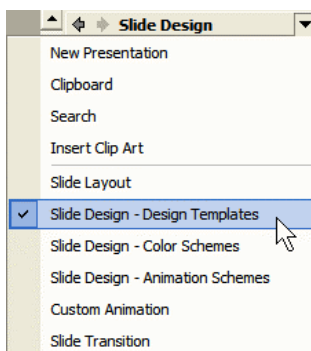 Slide Design
New Presentation
Clipboard
Search
Insert Clip Art
Slide Layout
Slide Design - Design Templates
Slide Design - Color Schemes
Slide Design - Animation Schemes
Custom Animation
Slide Transition